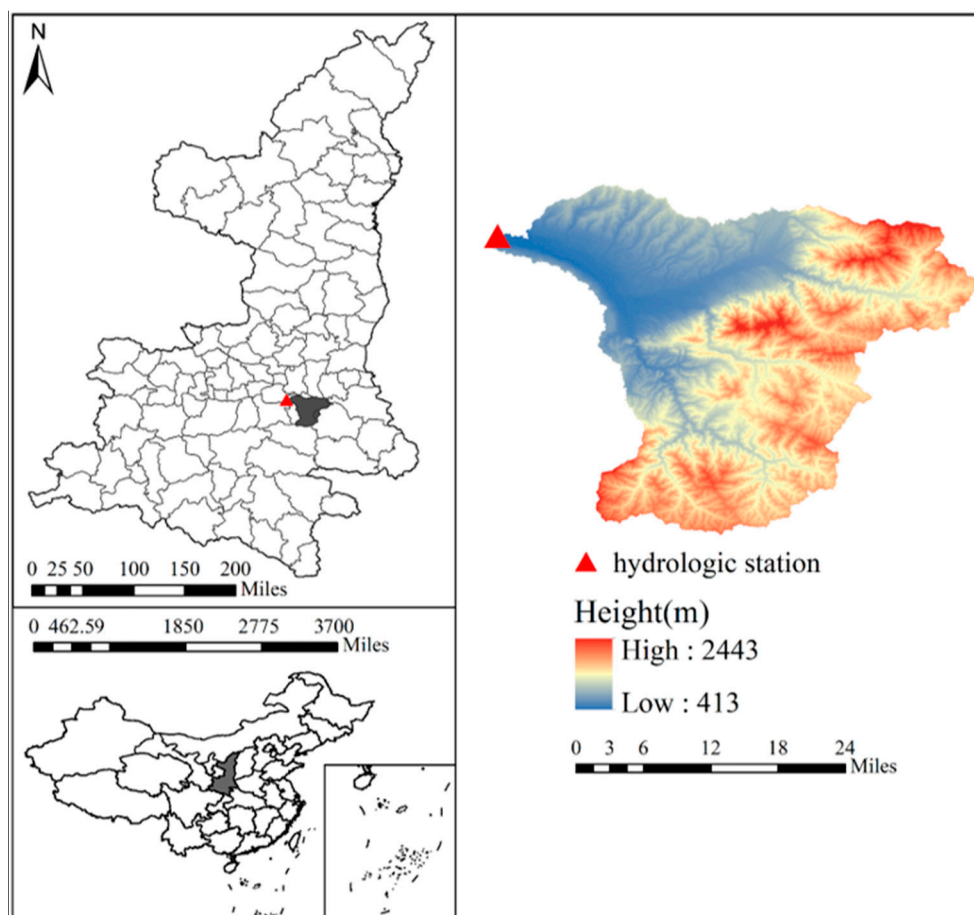 N
0 25 50 100 150 200
Miles
0 462.59 1850 2775 3700
Miles
hydrologic station
Height(m)
High : 2443
Low : 413
0 3 6 12 18 24
Miles